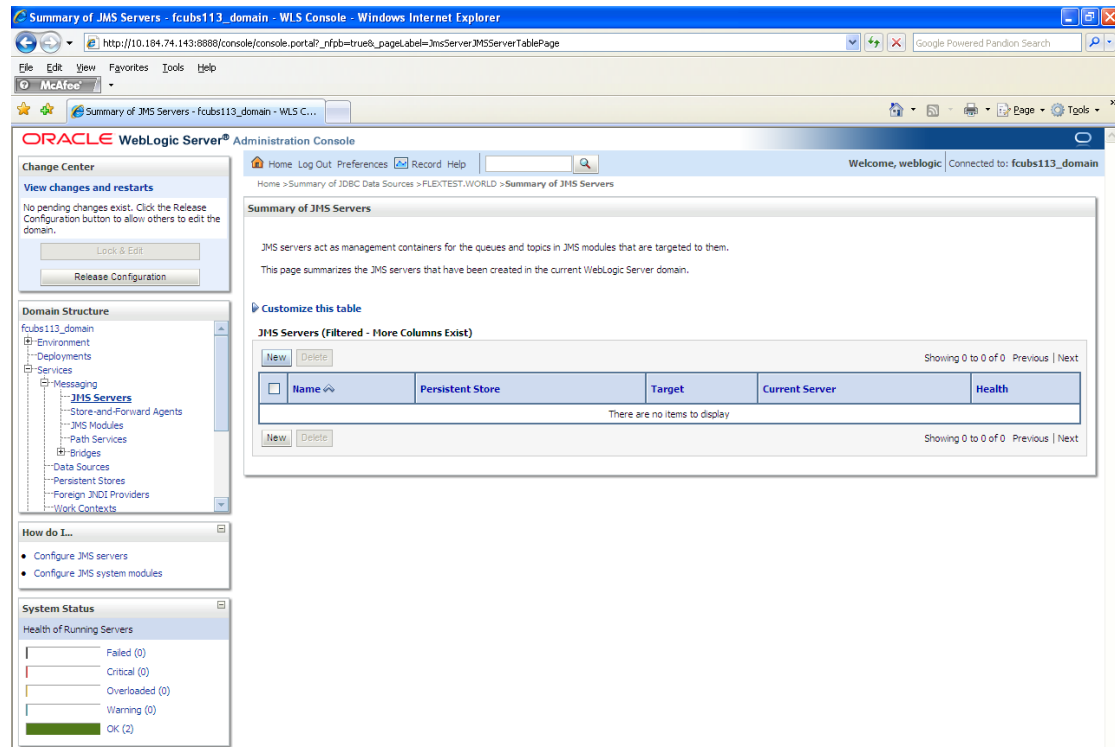 Summary of JMS Servers - fcubs113_domain - WLS Console - Windows Internet Explorer
http://10.184.74.143:8888/console/console.portal?_nfpb=true&_pageLabel=JmsServerJMSServerTablePage
Google Powered Pandion Search
File Edit View Favorites Tools Help
McAfee
Summary of JMS Servers - fcubs113_domain - WLS C...
Page Tools
ORACLE WebLogic Server® Administration Console
Change Center
View changes and restarts
No pending changes exist. Click the Release
Configuration button to allow others to edit the
domain.
Lock & Edit
Release Configuration
Domain Structure
fcubs113_domain
Environment
Deployments
Services
Messaging
JMS Servers
Store-and-Forward Agents
JMS Modules
Path Services
Bridges
Data Sources
Persistent Stores
Foreign JNDI Providers
Work Contexts
How do I...
Configure JMS servers
Configure JMS system modules
System Status
Health of Running Servers
Failed (0)
Critical (0)
Overloaded (0)
Warning (0)
OK (2)
Home Log Out Preferences Record Help
Welcome, weblogic Connected to: fcubs113_domain
Home >Summary of JDBC Data Sources >FLEXTEST.WORLD >Summary of JMS Servers
Summary of JMS Servers
JMS servers act as management containers for the queues and topics in JMS modules that are targeted to them.
This page summarizes the JMS servers that have been created in the current WebLogic Server domain.
Customize this table
JMS Servers (Filtered - More Columns Exist)
New Delete Showing 0 to 0 of 0 Previous | Next
Name Persistent Store Target Current Server Health
There are no items to display
New Delete Showing 0 to 0 of 0 Previous | Next